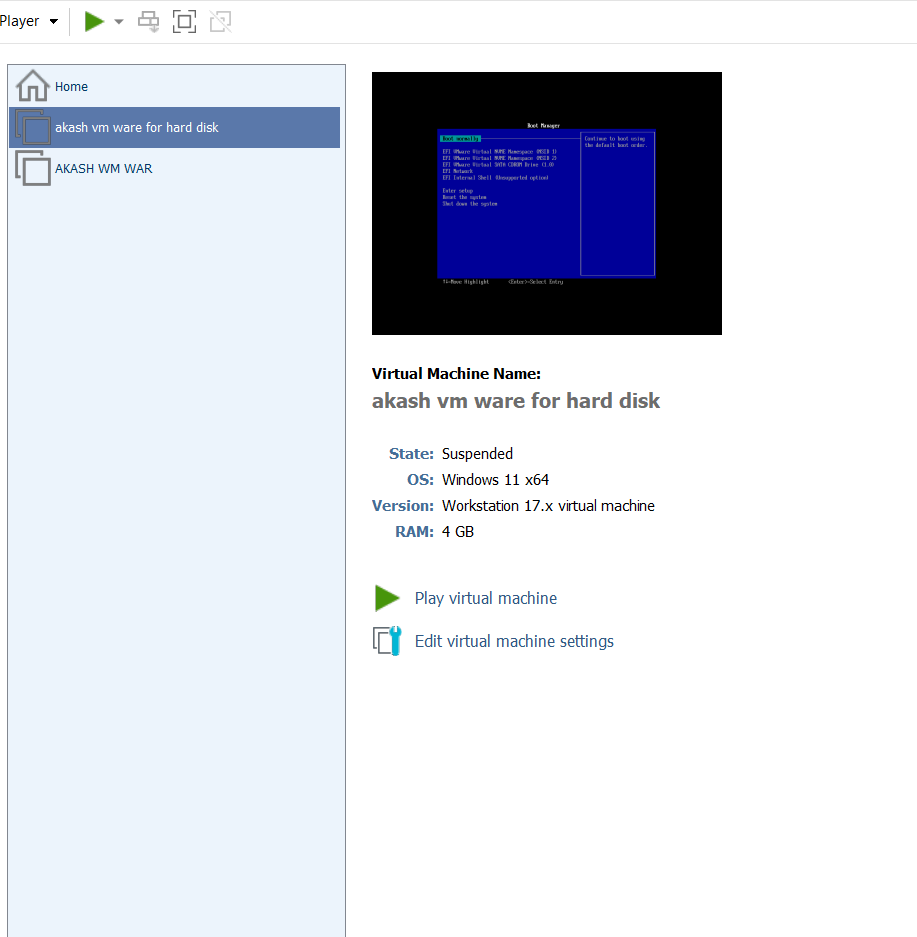 Player
Home
akash vm ware for hard disk
AKASH WM WAR
Boot Manager
Boot normally
EFI VMware Virtual NVME Namespace (NSID 1)
EFI VMware Virtual NVME Namespace (NSID 2)
EFI VMware Virtual SATA CDROM Drive (1.0)
EFI Network
EFI Internal Shell (Unsupported option)
Enter setup
Reset the system
Shut down the system
Continue to boot using
the default boot order.
↑↓=Move Highlight <Enter>=Select Entry
Virtual Machine Name:
akash vm ware for hard disk
State: Suspended
OS: Windows 11 x64
Version: Workstation 17.x virtual machine
RAM: 4 GB
Play virtual machine
Edit virtual machine settings